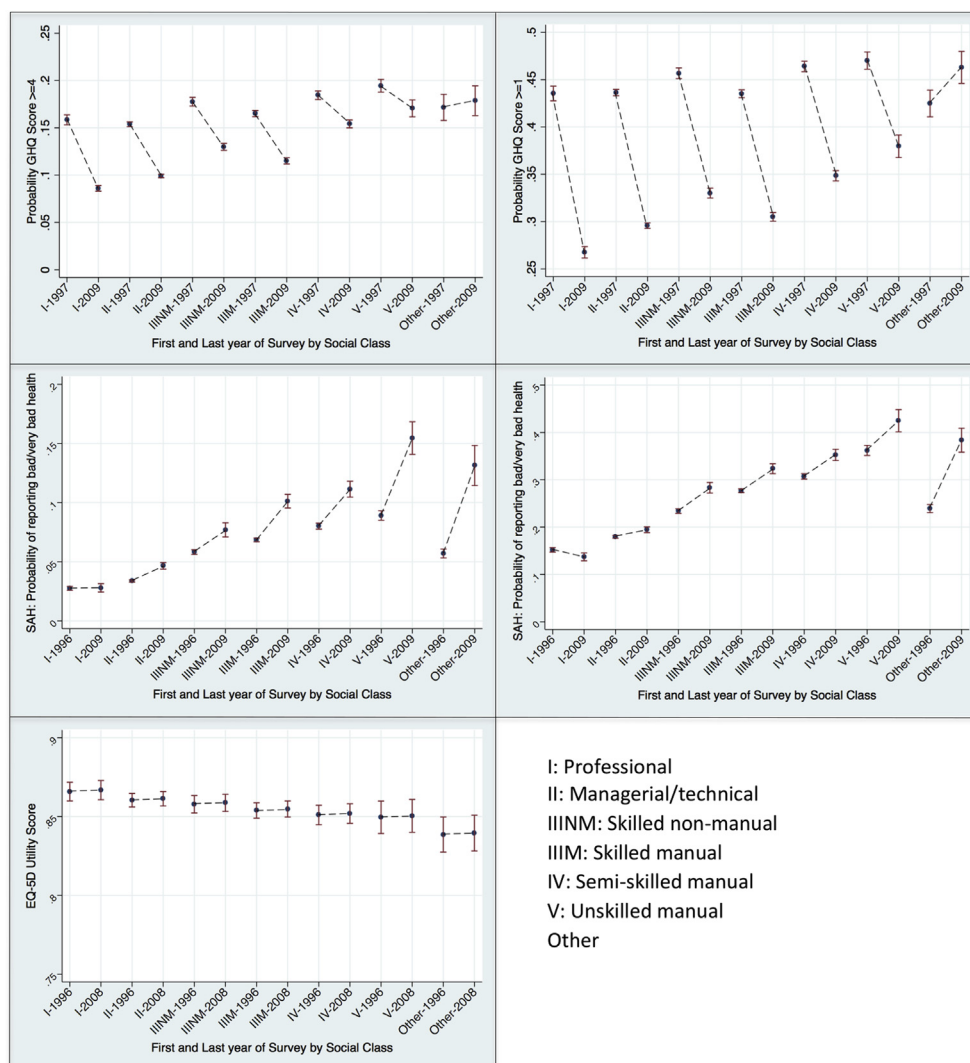 Probability GHQ Score >=4
.25
.2
.15
.1
.05
0
I-1997
I-2009
II-1997
II-2009
IIINM-1997
IIINM-2009
IIIM-1997
IIIM-2009
IV-1997
IV-2009
V-1997
V-2009
Other-1997
Other-2009
First and Last year of Survey by Social Class
Probability GHQ Score >=1
.5
.45
.4
.35
.3
.25
I-1997
I-2009
II-1997
II-2009
IIINM-1997
IIINM-2009
IIIM-1997
IIIM-2009
IV-1997
IV-2009
V-1997
V-2009
Other-1997
Other-2009
First and Last year of Survey by Social Class
SAH: Probability of reporting bad/very bad health
.2
.15
.1
.05
0
I-1996
I-2009
II-1996
II-2009
IIINM-1996
IIINM-2009
IIIM-1996
IIIM-2009
IV-1996
IV-2009
V-1996
V-2009
Other-1996
Other-2009
First and Last year of Survey by Social Class
SAH: Probability of reporting bad/very bad health
.5
.4
.3
.2
.1
0
I-1996
I-2009
II-1996
II-2009
IIINM-1996
IIINM-2009
IIIM-1996
IIIM-2009
IV-1996
IV-2009
V-1996
V-2009
Other-1996
Other-2009
First and Last year of Survey by Social Class
EQ-5D Utility Score
.9
.85
.8
.75
I-1996
I-2008
II-1996
II-2008
IIINM-1996
IIINM-2008
IIIM-1996
IIIM-2008
IV-1996
IV-2008
V-1996
V-2008
Other-1996
Other-2008
First and Last year of Survey by Social Class
I: Professional
II: Managerial/technical
IIINM: Skilled non-manual
IIIM: Skilled manual
IV: Semi-skilled manual
V: Unskilled manual
Other